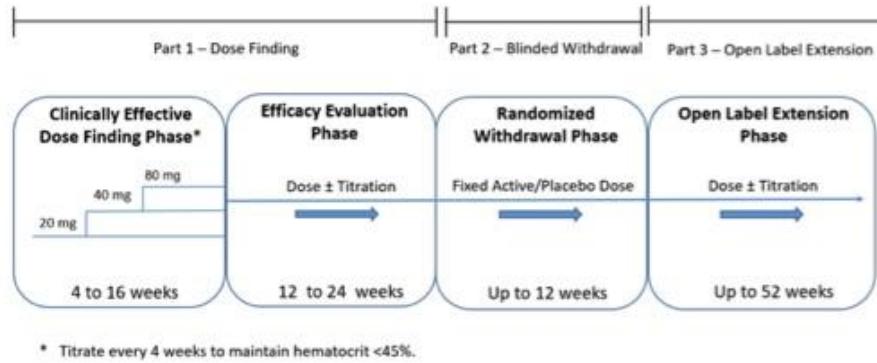 Part 1 – Dose Finding
Part 2 – Blinded Withdrawal
Part 3 – Open Label Extension
Clinically Effective
Dose Finding Phase*
20 mg
40 mg
80 mg
4 to 16 weeks
Efficacy Evaluation
Phase
Dose ± Titration
12 to 24 weeks
Randomized
Withdrawal Phase
Fixed Active/Placebo Dose
Up to 12 weeks
Open Label Extension
Phase
Dose ± Titration
Up to 52 weeks
* Titrate every 4 weeks to maintain hematocrit <45%.